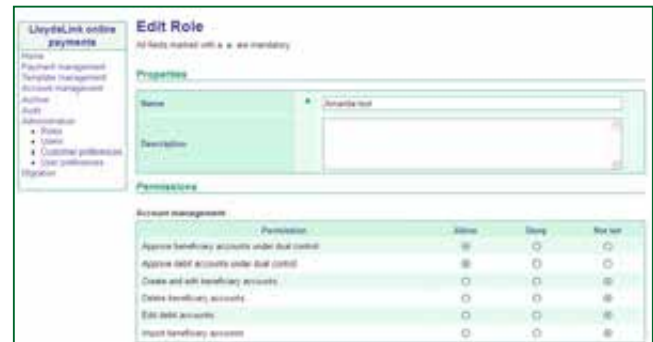 LloydsLink online
payments
Home
Payment management
Template management
Account management
Archive
Audit
Administration
Roles
Users
Customer preferences
User preferences
Migration
Edit Role
All fields marked with a * are mandatory
Properties
Name * Amanda test
Description
Permissions
Account management
Permission Allow Deny Not set
Approve beneficiary accounts under dual control
Approve debit accounts under dual control
Create and edit beneficiary accounts
Delete beneficiary accounts
Edit debit accounts
Import beneficiary accounts